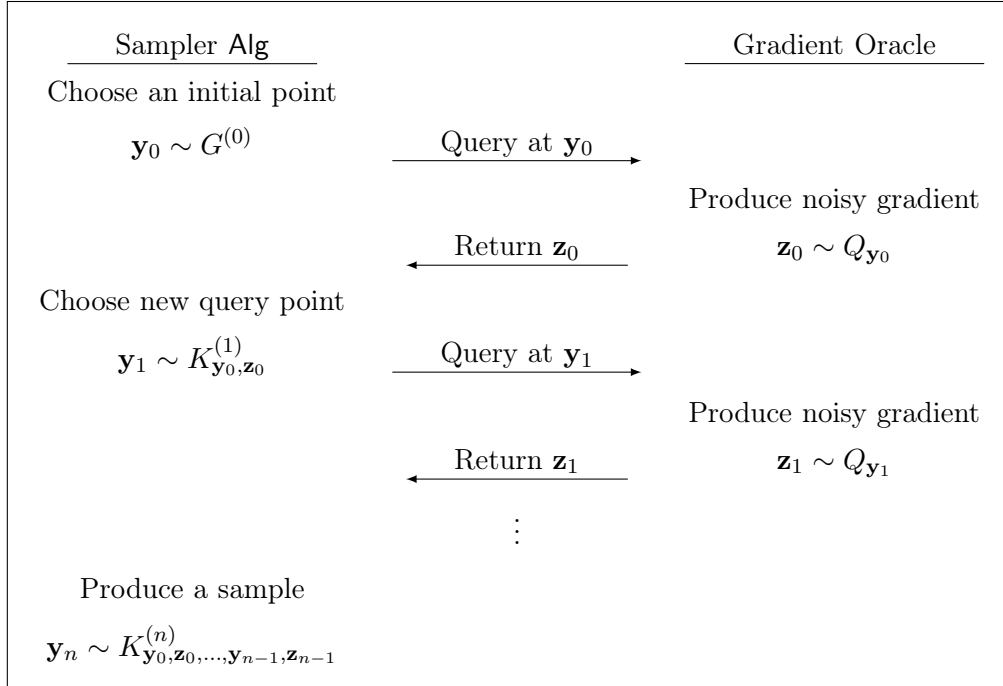 Sampler Alg Gradient Oracle
Choose an initial point
𝐲₀ ∼ G⁽⁰⁾ Query at 𝐲₀
Produce noisy gradient
Return 𝐳₀ 𝐳₀ ∼ Q_{𝐲₀}
Choose new query point
𝐲₁ ∼ K^{(1)}_{𝐲₀,𝐳₀} Query at 𝐲₁
Produce noisy gradient
Return 𝐳₁ 𝐳₁ ∼ Q_{𝐲₁}
⋮
Produce a sample
𝐲ₙ ∼ K^{(n)}_{𝐲₀,𝐳₀,...,𝐲ₙ₋₁,𝐳ₙ₋₁}